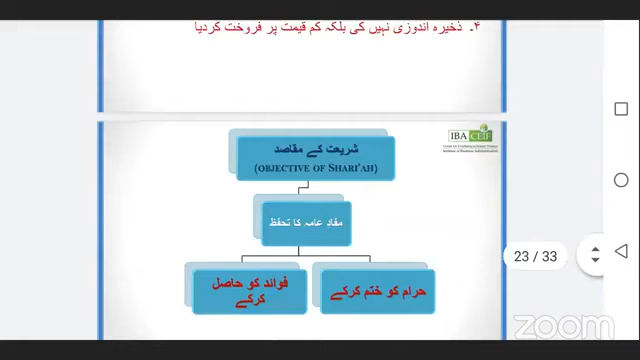 ۴۔ ذخیرہ اندوزی نہیں کی بلکہ کم قیمت پر فروخت کردیا
IBA CEIF
شریعت کے مقاصد
(OBJECTIVE OF SHARI'AH)
مفادِ عامہ کا تحفظ
فوائد کو حاصل
کرکے
حرام کو ختم کرکے
23 / 33
zoom